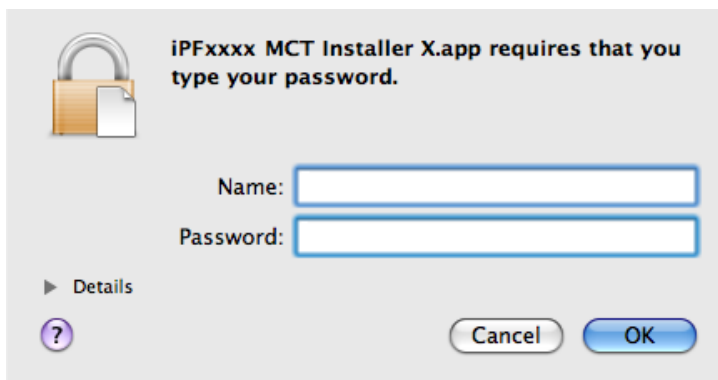 iPFxxxx MCT Installer X.app requires that you
type your password.
Name:
Password:
Details
?
Cancel
OK